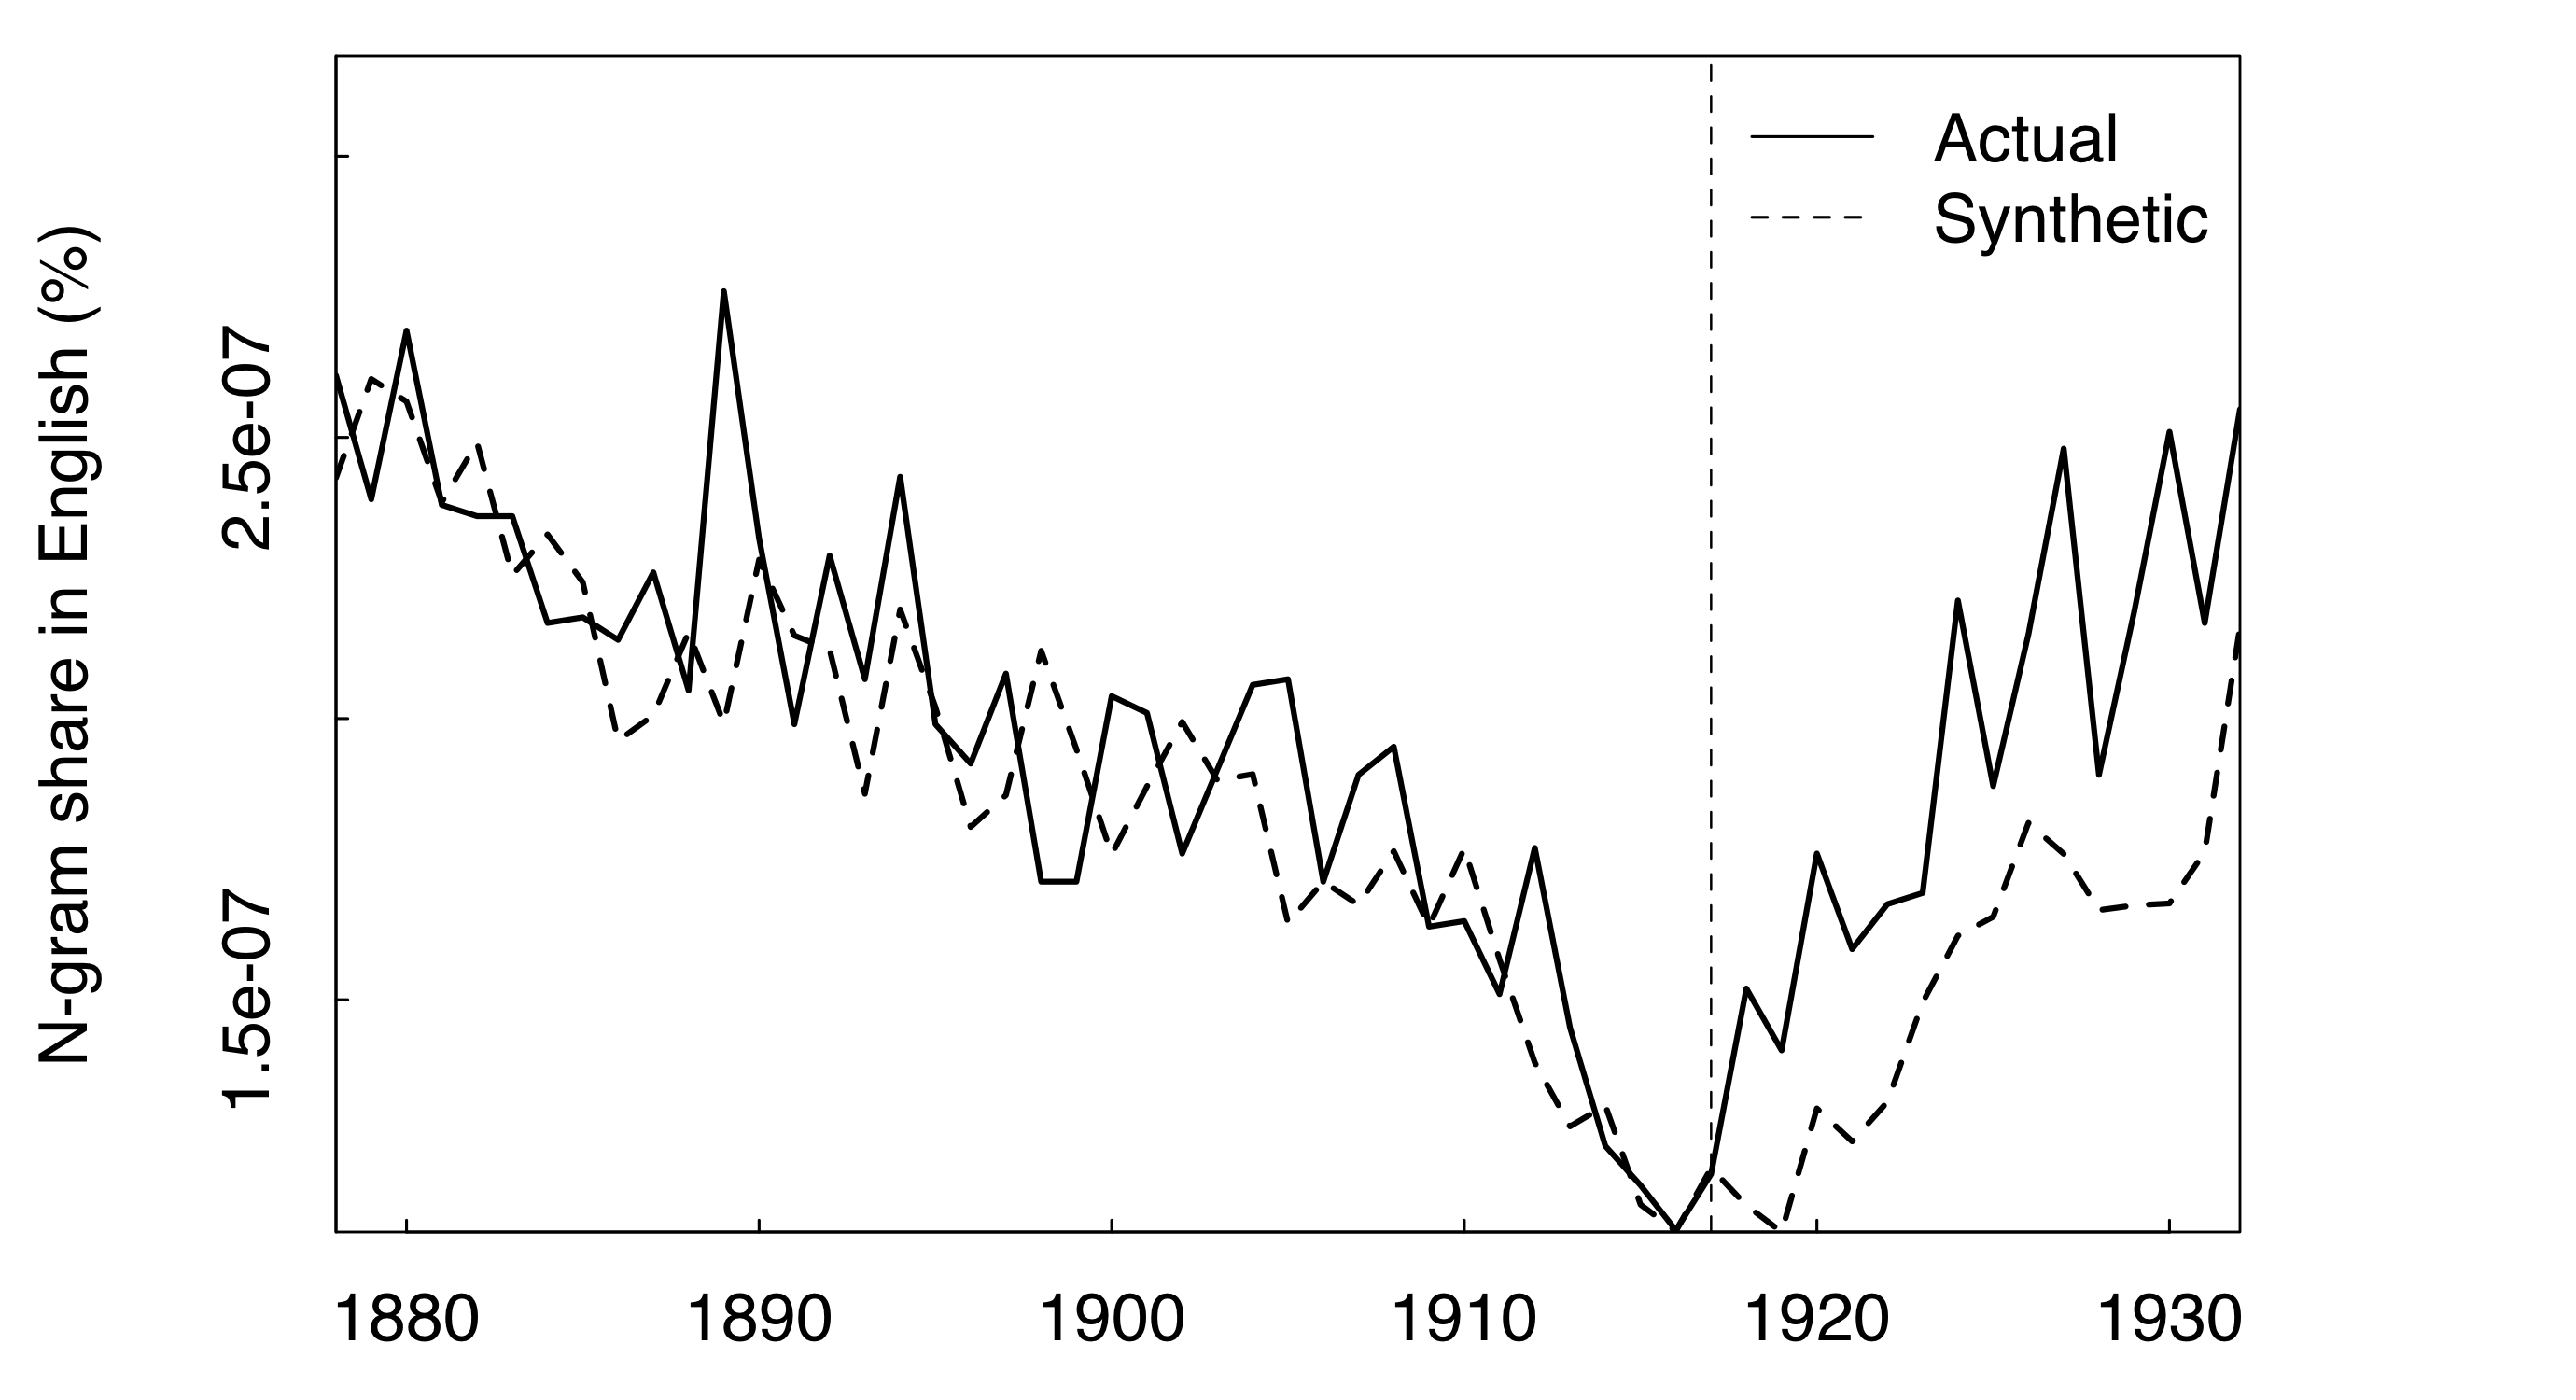 N-gram share in English (%)
2.5e-07
1.5e-07
Actual
Synthetic
1880 1890 1900 1910 1920 1930